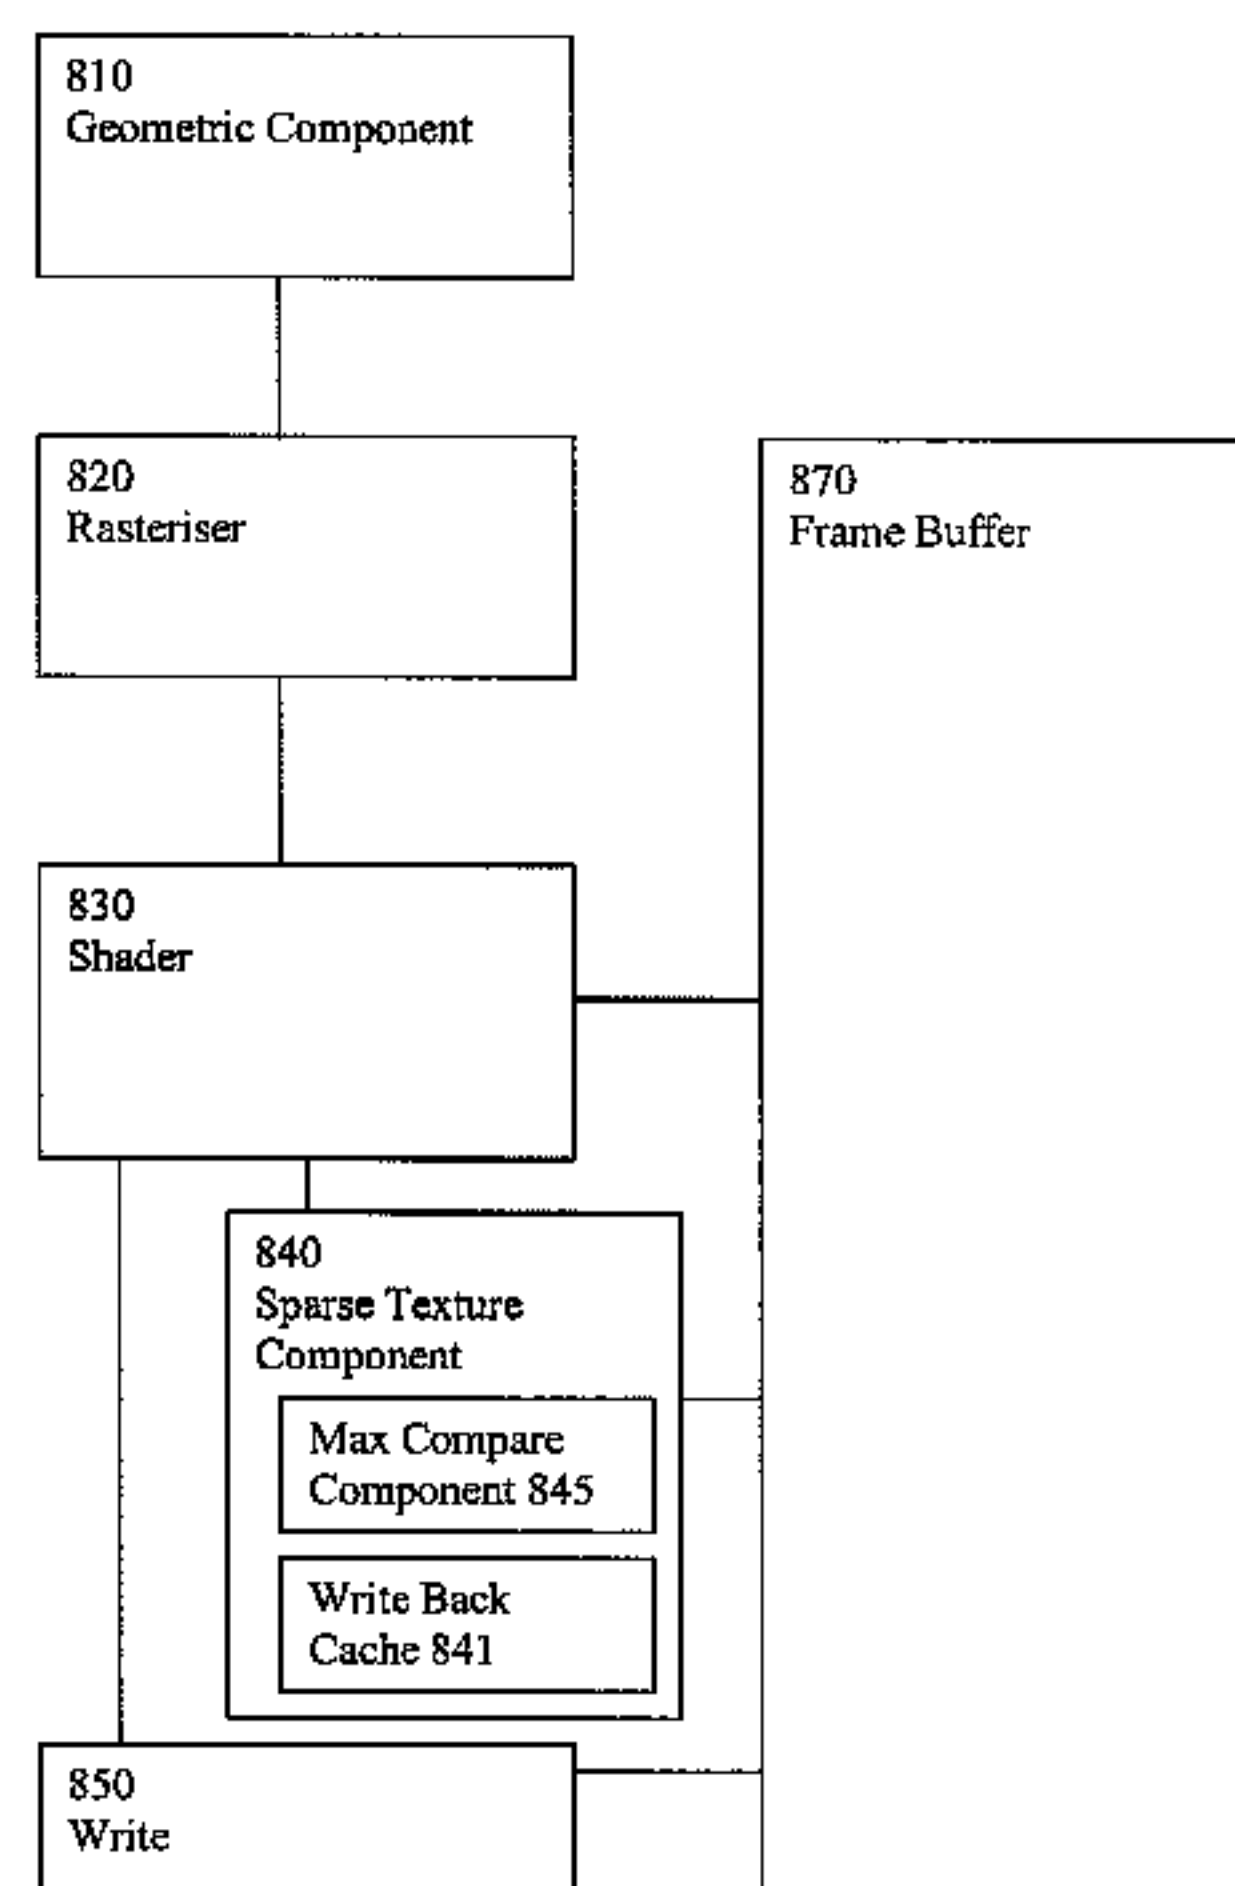 810
Geometric Component
820
Rasteriser
870
Frame Buffer
830
Shader
840
Sparse Texture
Component
Max Compare
Component 845
Write Back
Cache 841
850
Write